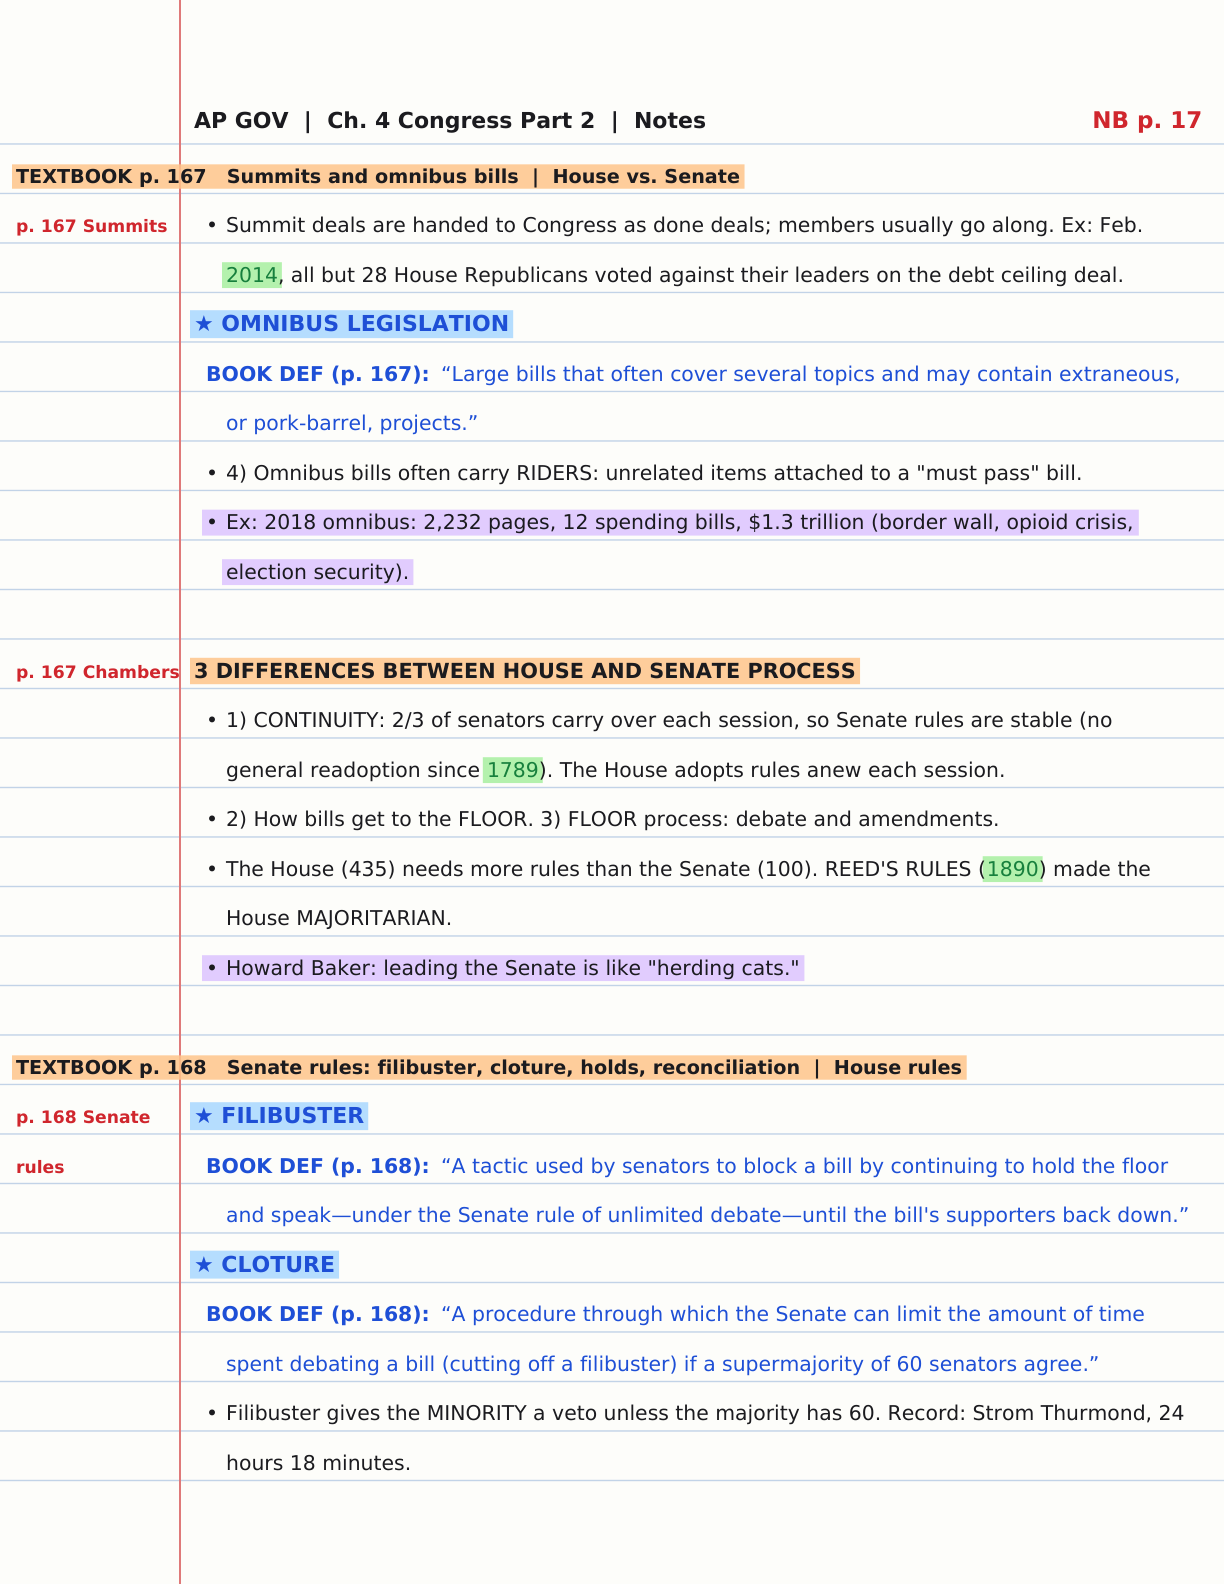 AP GOV | Ch. 4 Congress Part 2 | Notes NB p. 17
TEXTBOOK p. 167 Summits and omnibus bills | House vs. Senate
p. 167 Summits • Summit deals are handed to Congress as done deals; members usually go along. Ex: Feb.
2014, all but 28 House Republicans voted against their leaders on the debt ceiling deal.
★ OMNIBUS LEGISLATION
BOOK DEF (p. 167): “Large bills that often cover several topics and may contain extraneous,
or pork-barrel, projects.”
• 4) Omnibus bills often carry RIDERS: unrelated items attached to a "must pass" bill.
• Ex: 2018 omnibus: 2,232 pages, 12 spending bills, $1.3 trillion (border wall, opioid crisis,
election security).
p. 167 Chambers 3 DIFFERENCES BETWEEN HOUSE AND SENATE PROCESS
• 1) CONTINUITY: 2/3 of senators carry over each session, so Senate rules are stable (no
general readoption since 1789). The House adopts rules anew each session.
• 2) How bills get to the FLOOR. 3) FLOOR process: debate and amendments.
• The House (435) needs more rules than the Senate (100). REED'S RULES (1890) made the
House MAJORITARIAN.
• Howard Baker: leading the Senate is like "herding cats."
TEXTBOOK p. 168 Senate rules: filibuster, cloture, holds, reconciliation | House rules
p. 168 Senate ★ FILIBUSTER
rules BOOK DEF (p. 168): “A tactic used by senators to block a bill by continuing to hold the floor
and speak—under the Senate rule of unlimited debate—until the bill's supporters back down.”
★ CLOTURE
BOOK DEF (p. 168): “A procedure through which the Senate can limit the amount of time
spent debating a bill (cutting off a filibuster) if a supermajority of 60 senators agree.”
• Filibuster gives the MINORITY a veto unless the majority has 60. Record: Strom Thurmond, 24
hours 18 minutes.